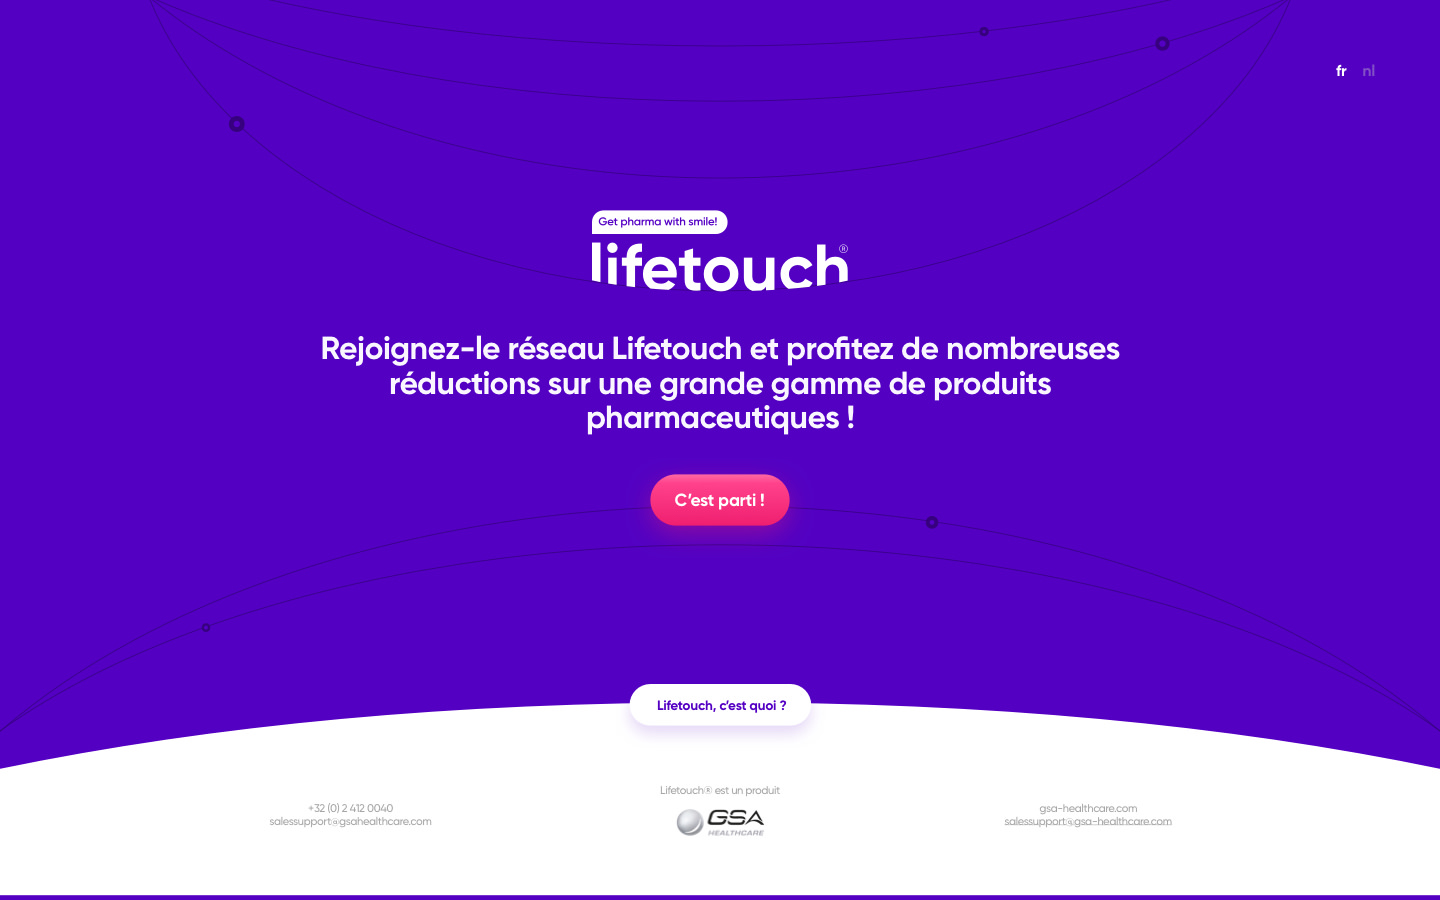 fr nl
Get pharma with smile!
lifetouch®
Rejoignez-le réseau Lifetouch et profitez de nombreuses
réductions sur une grande gamme de produits
pharmaceutiques !
C’est parti !
Lifetouch, c’est quoi ?
+32 (0) 2 412 0040
salessupport@gsahealthcare.com
Lifetouch® est un produit
GSA
HEALTHCARE
gsa-healthcare.com
salessupport@gsa-healthcare.com